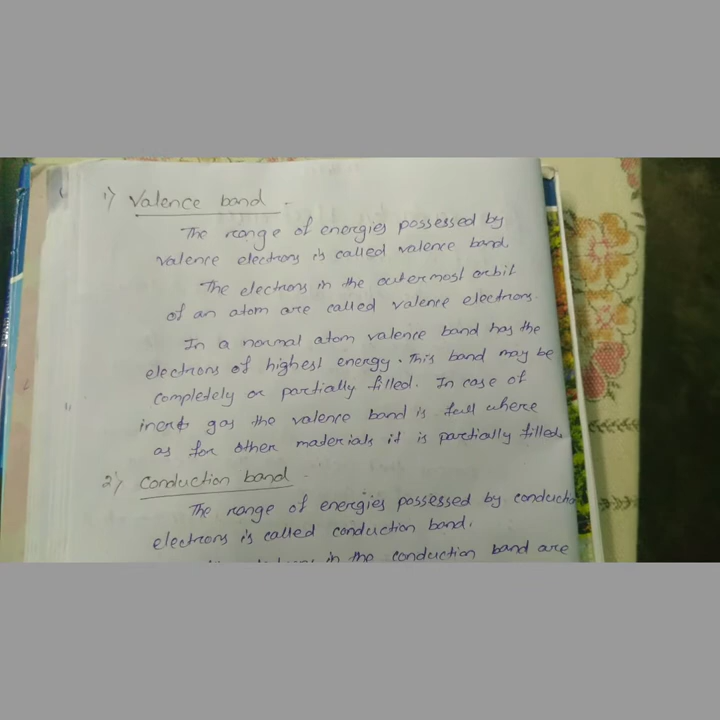 1) Valence band -
The range of energies possessed by
valence electrons is called valence band.
The electrons in the outermost orbit
of an atom are called valence electrons.
In a normal atom valence band has the
electrons of highest energy. This band may be
completely or partially filled. In case of
inert gas the valence band is full where
as for other materials it is partially filled.
2) Conduction band
The range of energies possessed by
electrons is called conduction band.
in the conduction band are